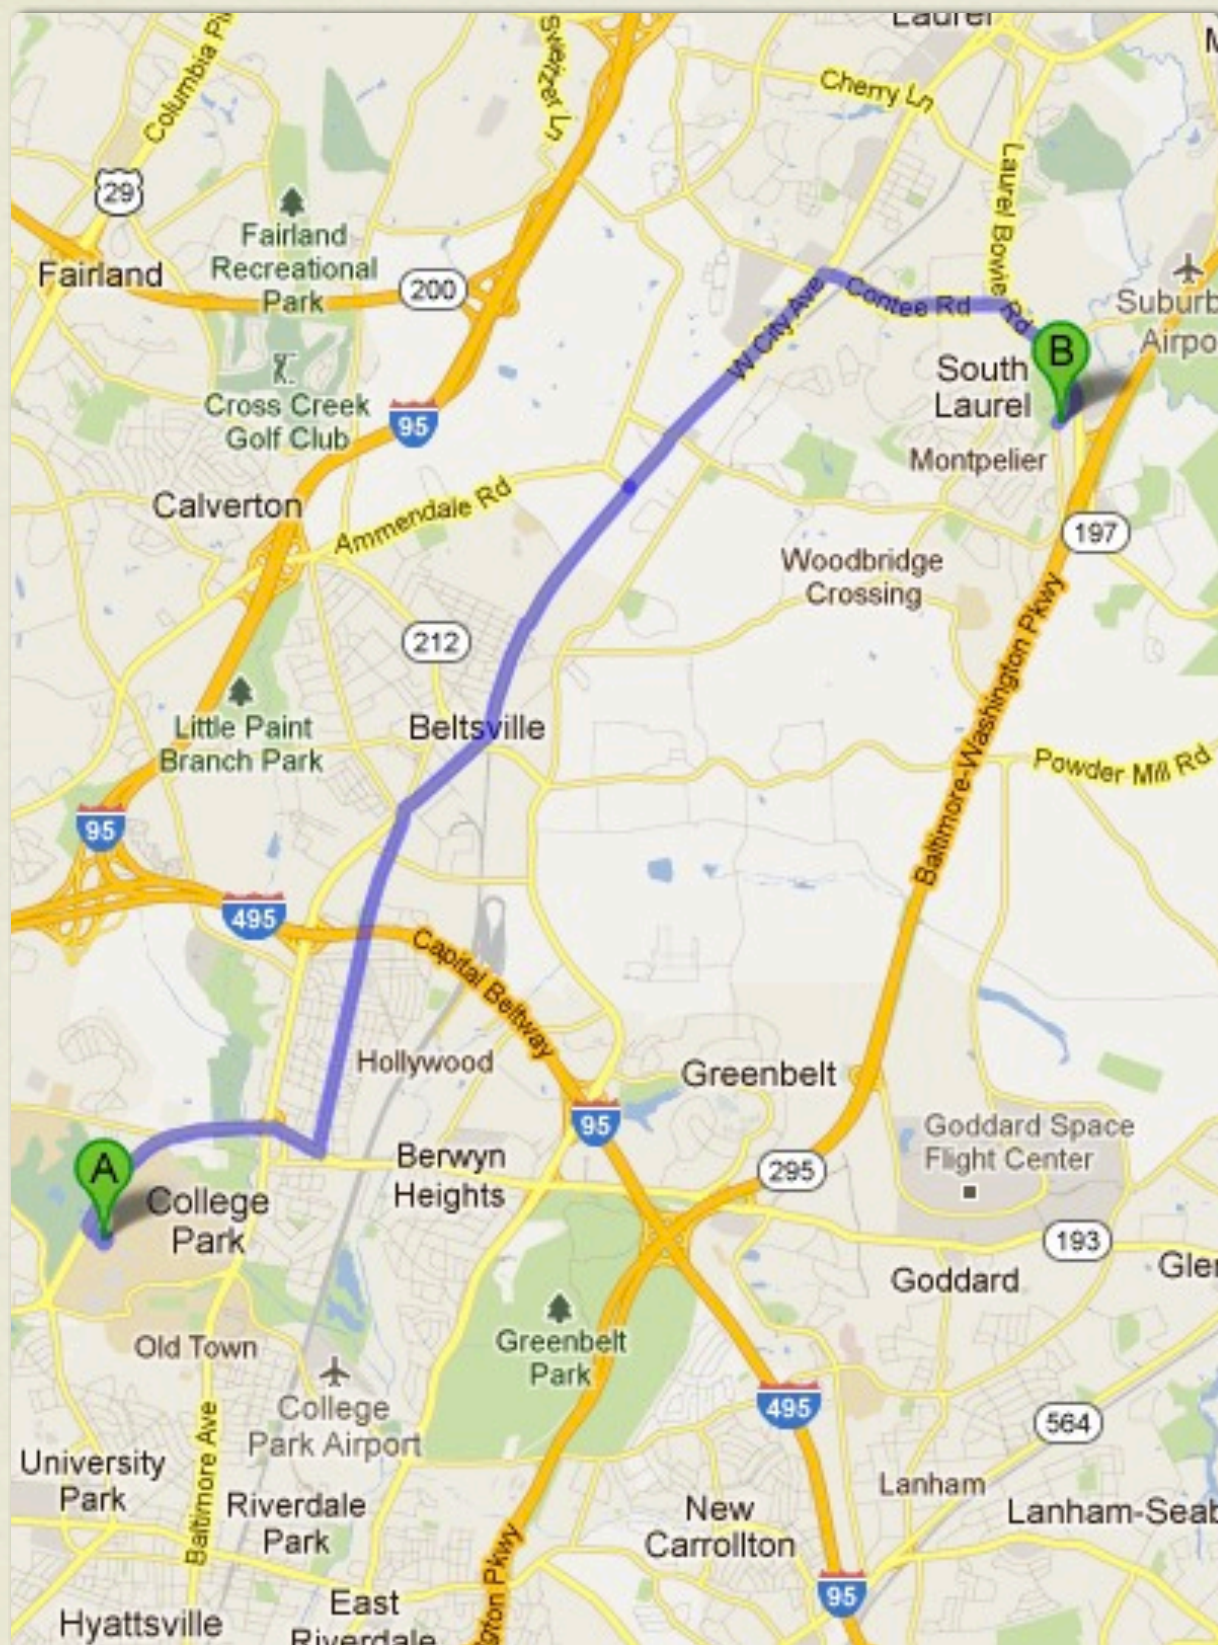 Laurel
Columbia
Sweitzer Ln
Cherry Ln
29
Laurel Bowie Rd
Fairland
Recreational
Park
Fairland
200
W City Ave
Contee Rd
Suburb
Airpo
B
South
Laurel
Cross Creek
Golf Club
95
Montpelier
Calverton
Ammendale Rd
197
Woodbridge
Crossing
212
Little Paint
Branch Park
Beltsville
Baltimore-Washington Pkwy
Powder Mill Rd
95
495
Capital Beltway
Hollywood
Greenbelt
95
Goddard Space
Flight Center
A
Berwyn
Heights
295
College
Park
193
Goddard
Gle
Old Town
Greenbelt
Park
College
Park Airport
495
564
Baltimore Ave
University
Park
Riverdale
Park
New
Carrollton
Lanham
Lanham-Seab
gton Pkwy
95
Hyattsville
East
Riverdale